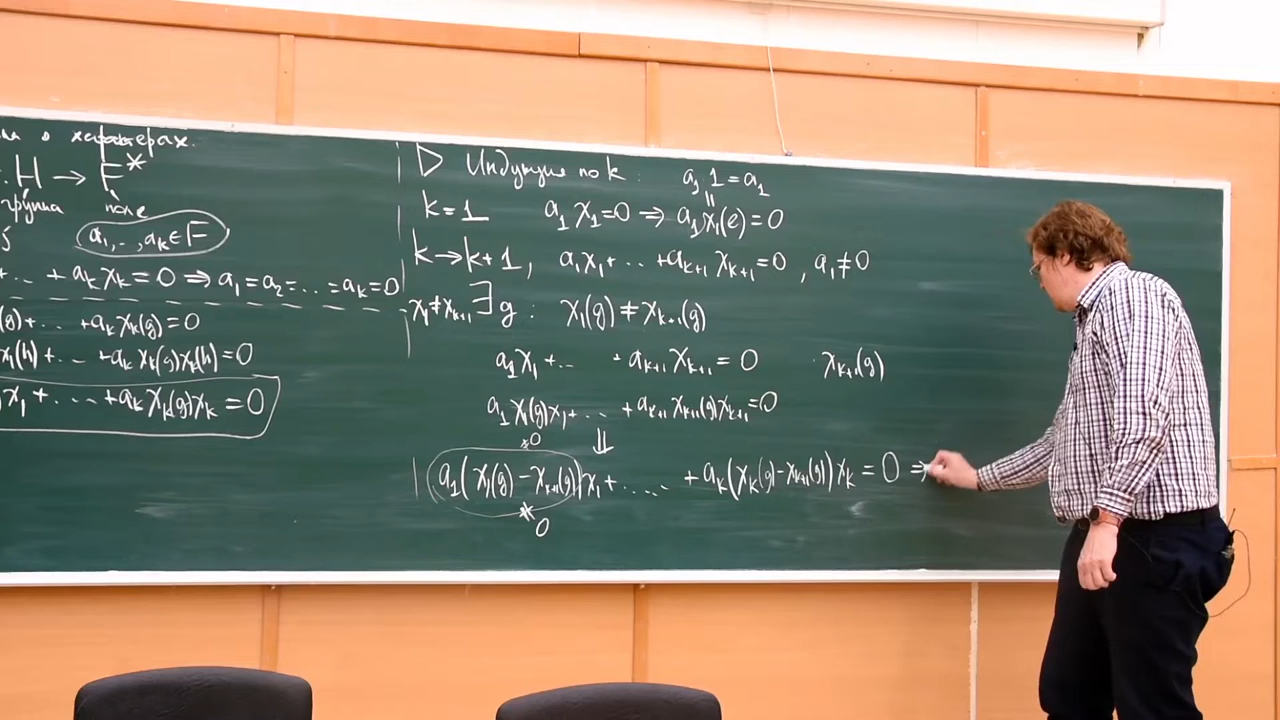 о характерах.
H → F*
группа поле
a₁,..,aₖ ∈ F
+ aₖχₖ = 0 ⇒ a₁ = a₂ = ... = aₖ = 0
(g) + ... + aₖχₖ(g) = 0
χ₁(h) + ... + aₖχₖ(g)χₖ(h) = 0
χ₁ + .... + aₖχₖ(g)χₖ = 0
▷ Индукция по k: a₁ 1 = a₁
k = 1 a₁χ₁ = 0 ⇒ a₁χ₁(e) = 0
k → k+1, a₁χ₁ + ... + aₖ₊₁χₖ₊₁ = 0, a₁ ≠ 0
χ₁ ≠ χₖ₊₁ ∃ g : χ₁(g) ≠ χₖ₊₁(g)
a₁χ₁ + ... + aₖ₊₁χₖ₊₁ = 0 · χₖ₊₁(g)
a₁χ₁(g)χ₁ + ... + aₖ₊₁χₖ₊₁(g)χₖ₊₁ = 0
≠0 ⇓
(a₁(χ₁(g) − χₖ₊₁(g))χ₁ + ..... + aₖ(χₖ(g) − χₖ₊₁(g))χₖ = 0 ⇒
≠
0